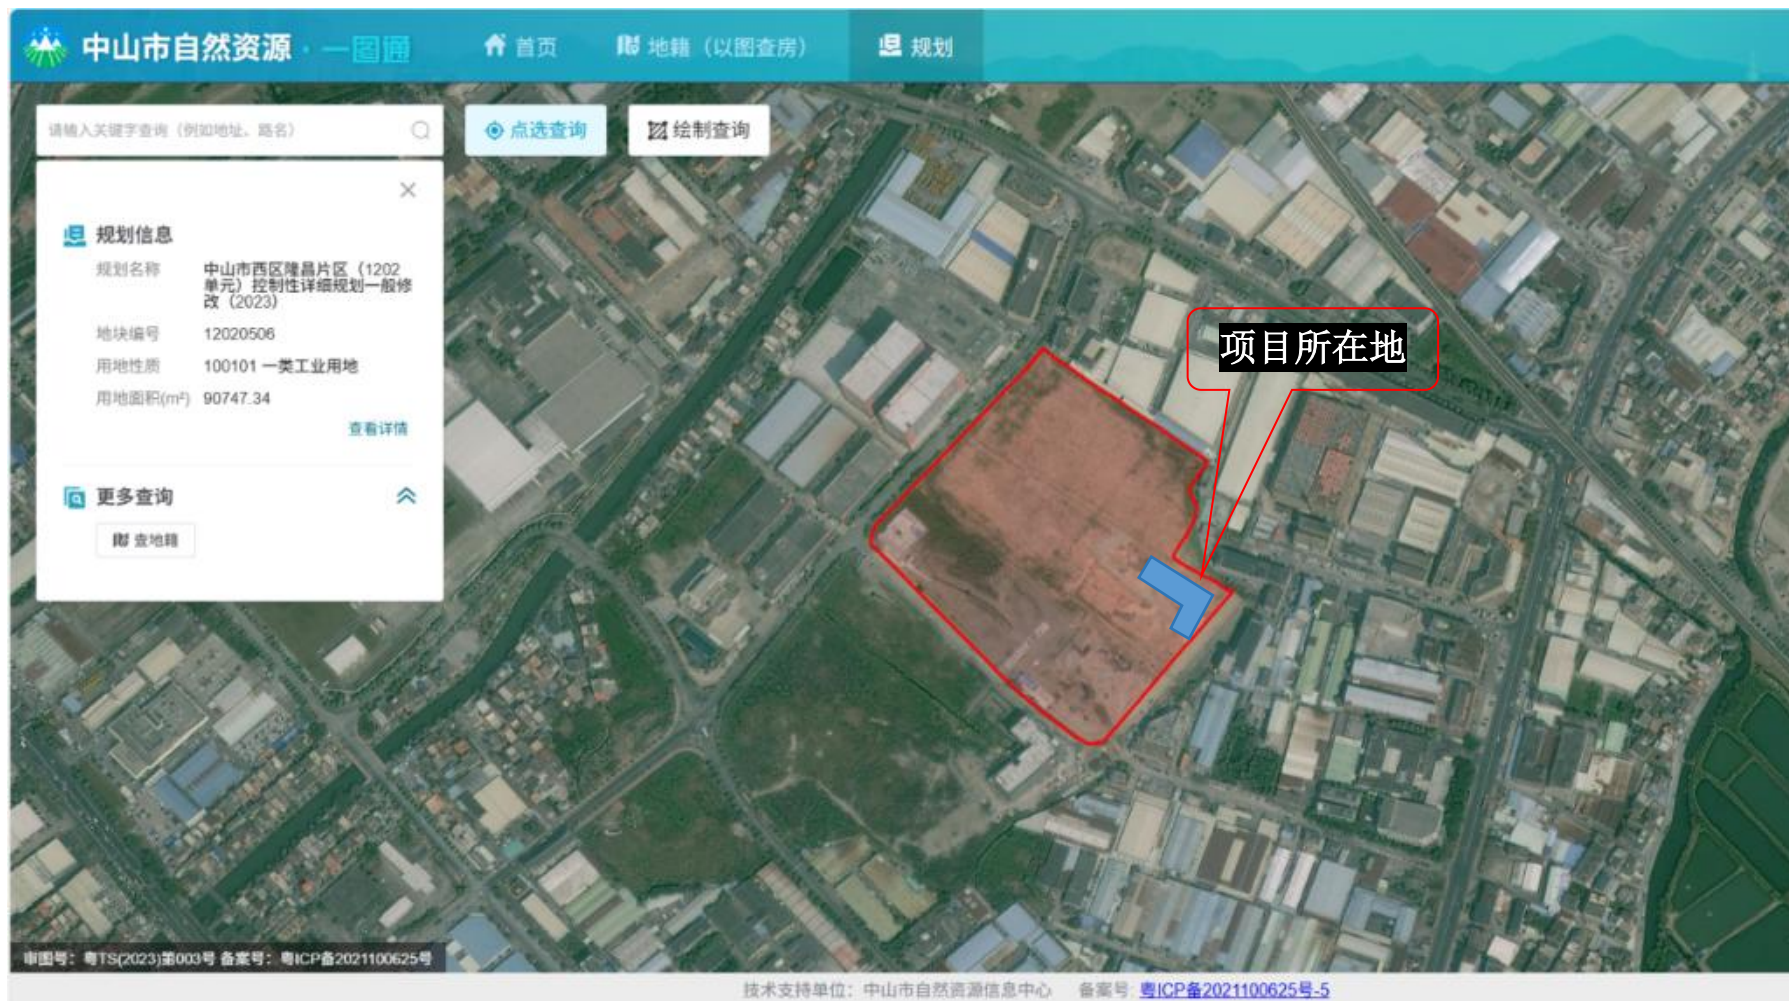 中山市自然资源·一图通
首页
地籍（以图查房）
规划
请输入关键字查询（例如地址、路名）
点选查询
绘制查询
规划信息
规划名称 中山市西区隆昌片区（1202
单元）控制性详细规划一般修
改（2023）
地块编号 12020506
用地性质 100101 一类工业用地
用地面积(m²) 90747.34
查看详情
更多查询
查地籍
项目所在地
审图号：粤TS(2023)第003号 备案号：粤ICP备2021100625号
技术支持单位：中山市自然资源信息中心 备案号:粤ICP备2021100625号-5